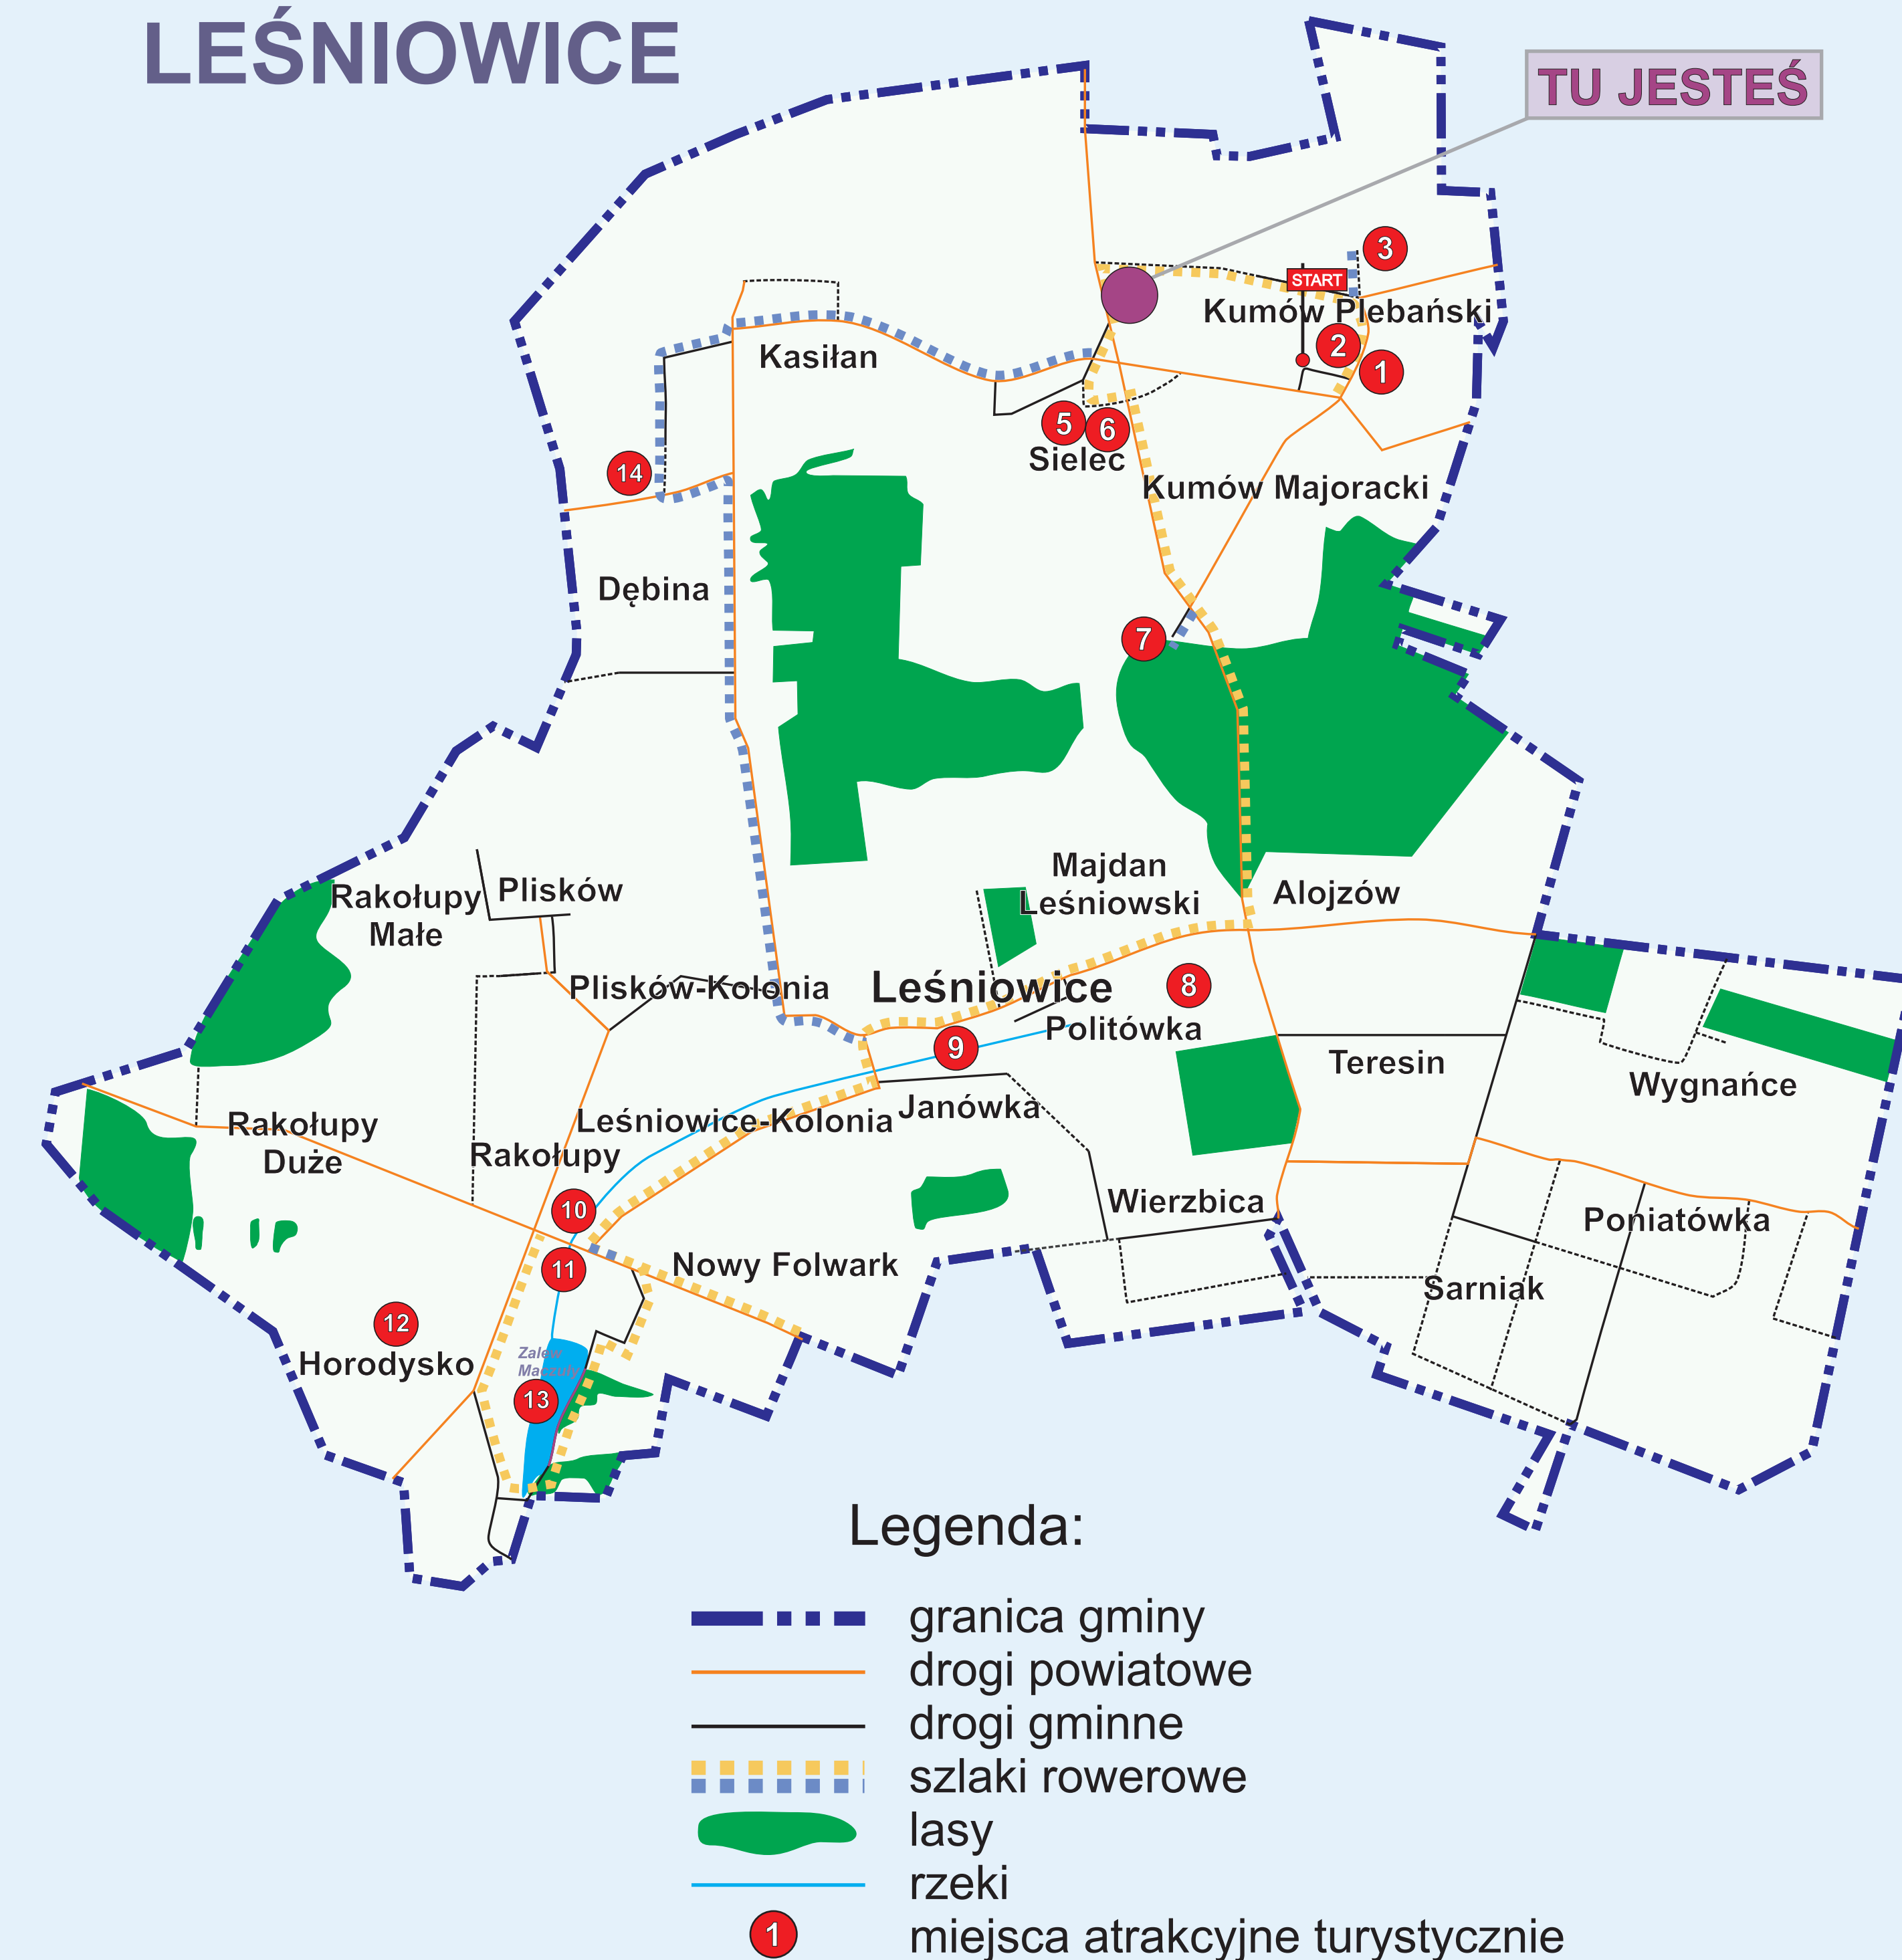 LEŚNIOWICE
TU JESTEŚ
3
START
Kumów Plebański
2
1
Kasiłan
5
6
Sielec
14
Kumów Majoracki
Dębina
7
Majdan
Leśniowski
Alojzów
Rakołupy
Małe
Plisków
Plisków-Kolonia
Leśniowice
8
Politówka
9
Teresin
Wygnańce
Janówka
Leśniowice-Kolonia
Rakołupy
Duże
Rakołupy
10
Wierzbica
Poniatówka
11
Nowy Folwark
Sarniak
12
Horodysko
Zalew
Maczuły
13
Legenda:
granica gminy
drogi powiatowe
drogi gminne
szlaki rowerowe
lasy
rzeki
1
miejsca atrakcyjne turystycznie